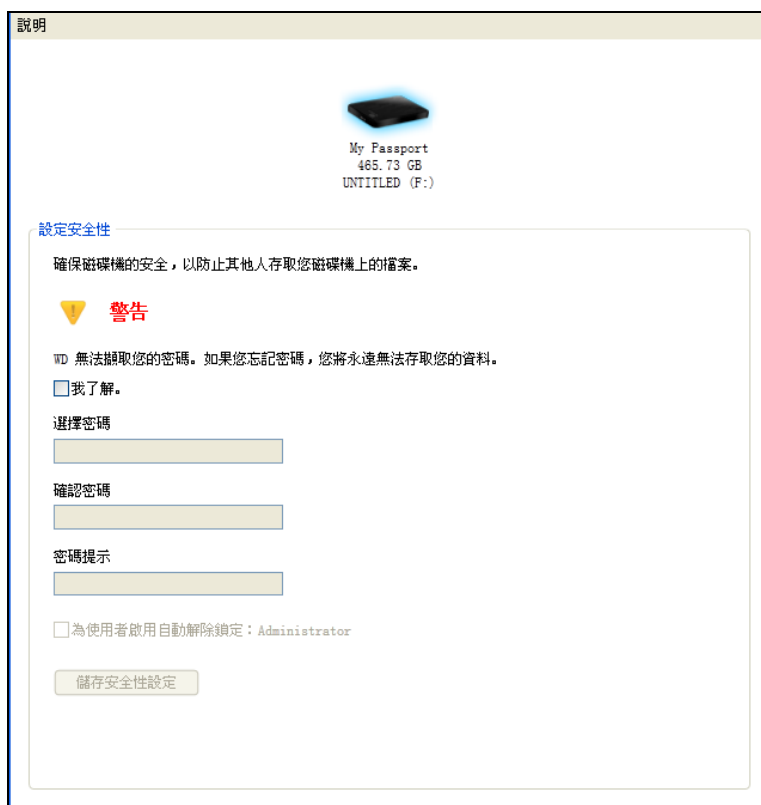 說明
My Passport
465.73 GB
UNTITLED (F:)
設定安全性
確保磁碟機的安全，以防止其他人存取您磁碟機上的檔案。
警告
WD 無法擷取您的密碼。如果您忘記密碼，您將永遠無法存取您的資料。
我了解。
選擇密碼
確認密碼
密碼提示
為使用者啟用自動解除鎖定：Administrator
儲存安全性設定